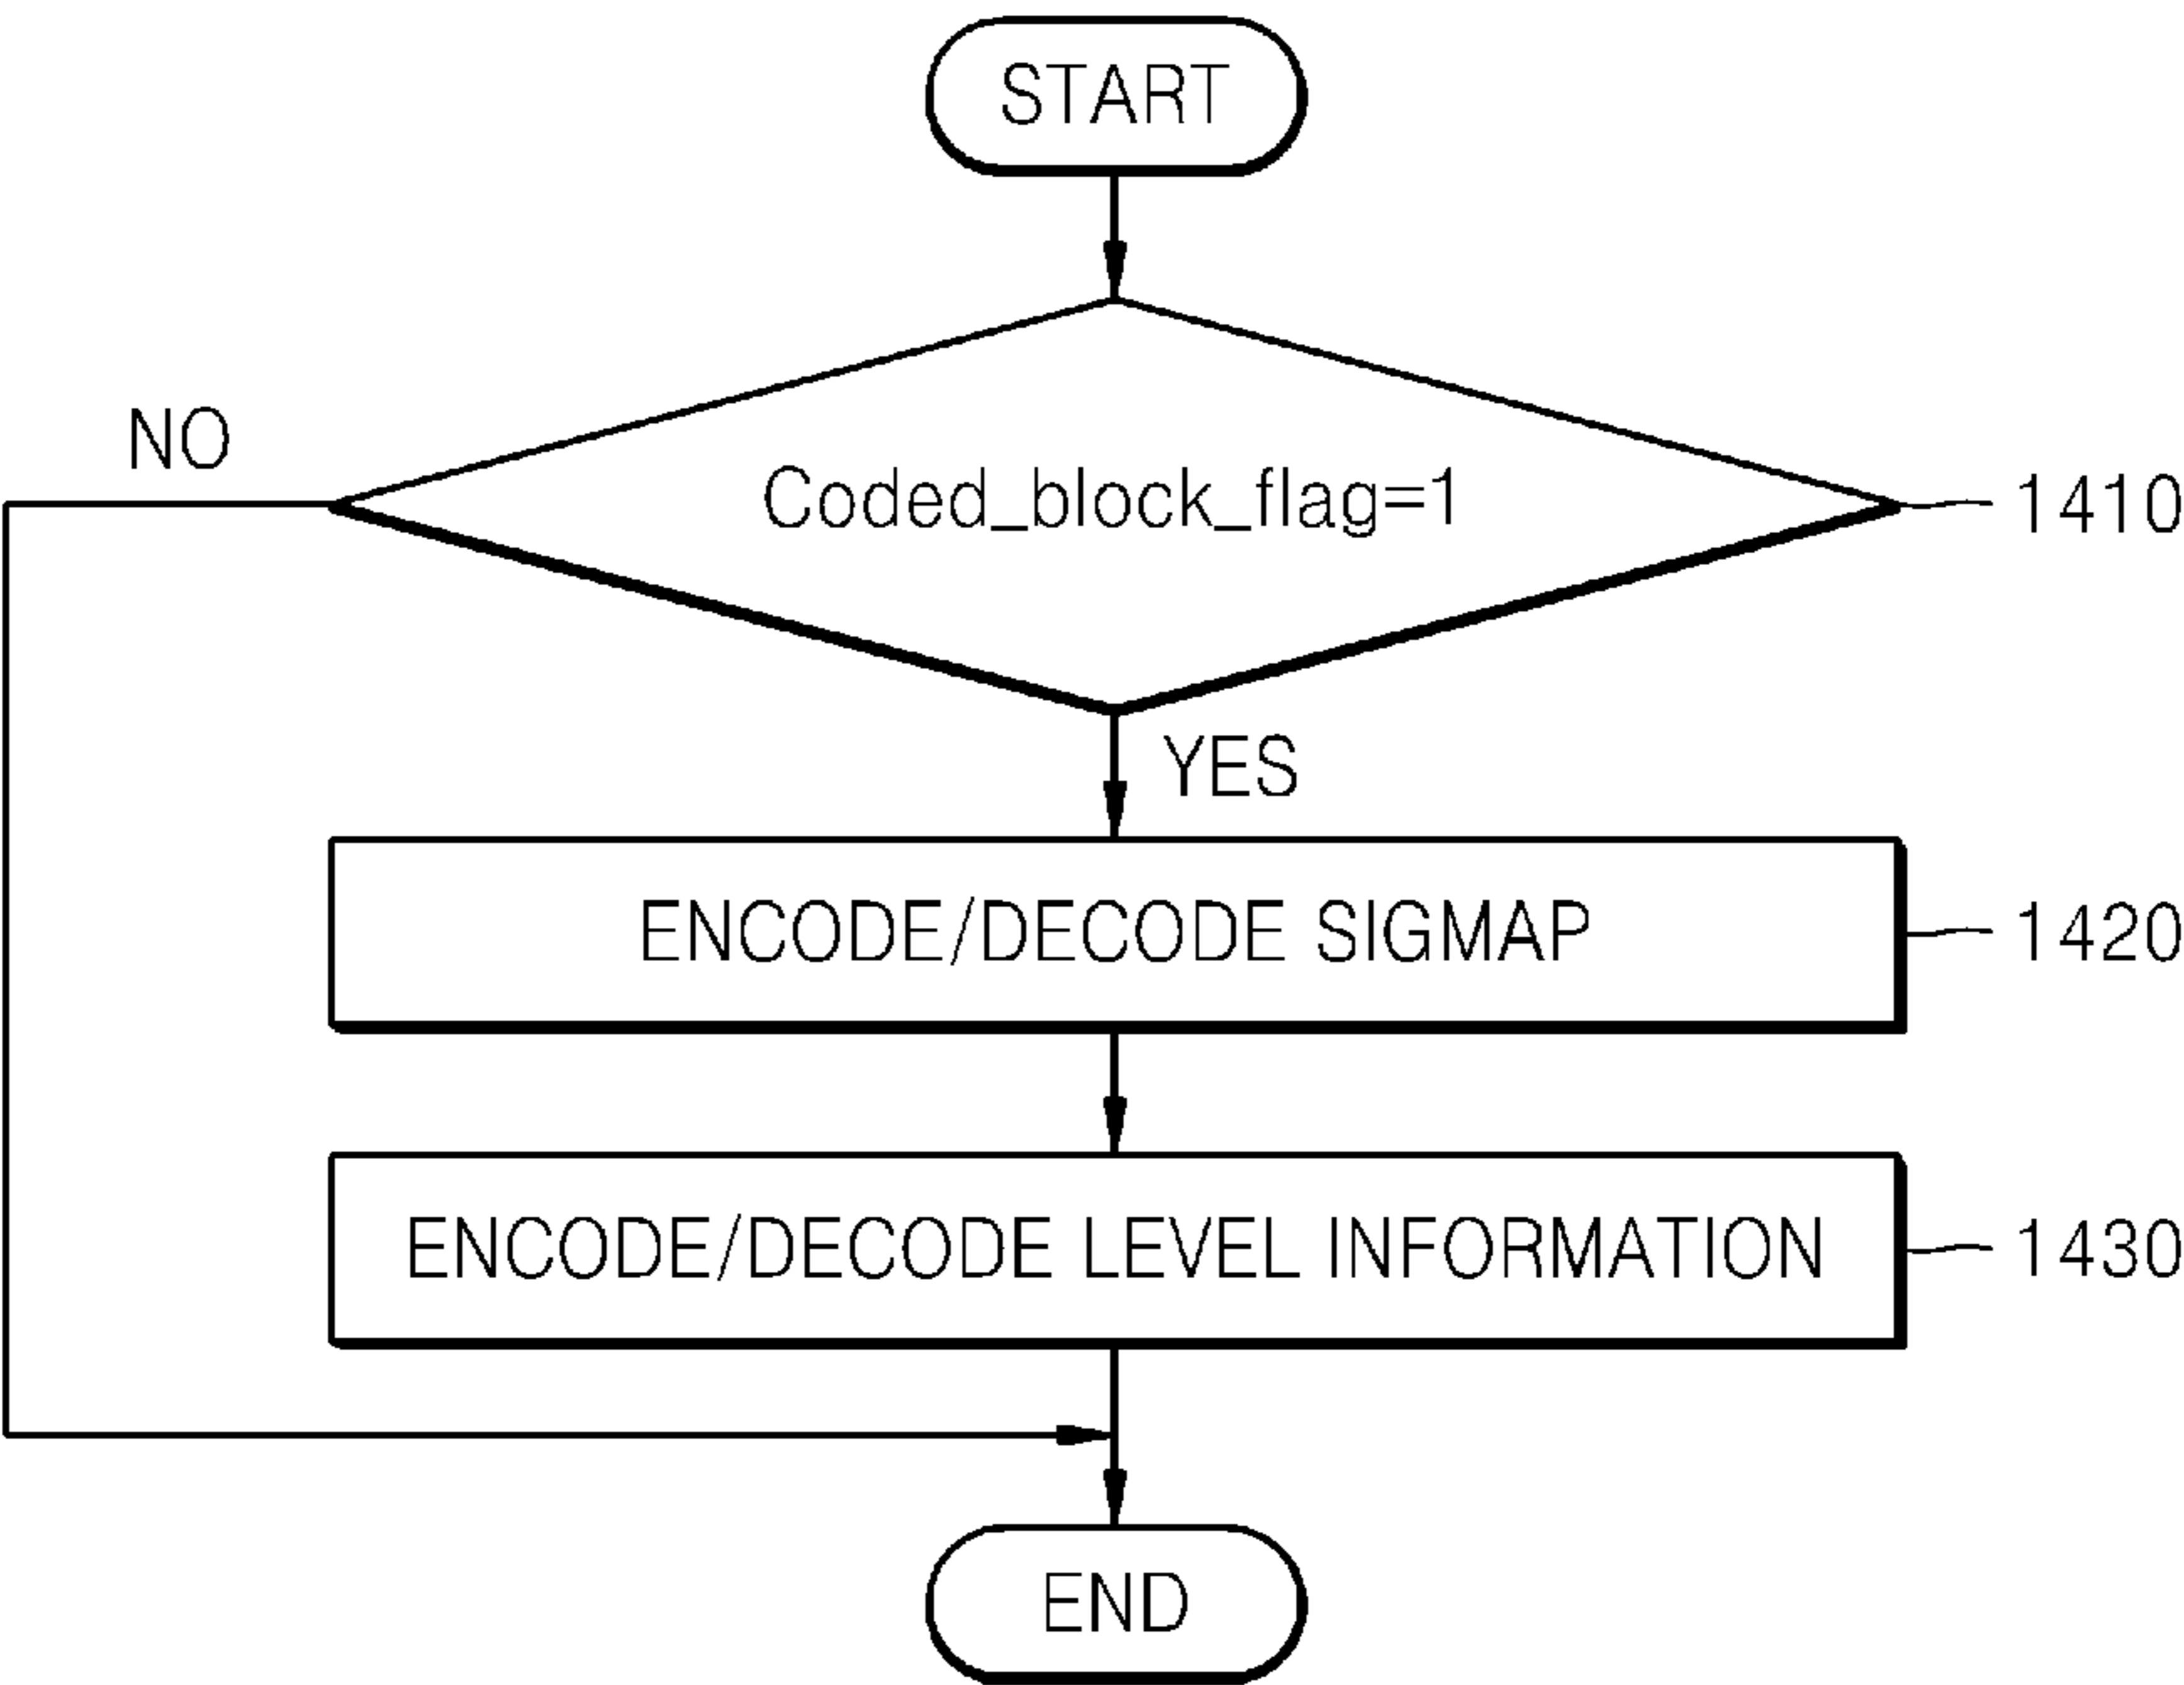 START
NO
Coded_block_flag=1
1410
YES
ENCODE/DECODE SIGMAP
1420
ENCODE/DECODE LEVEL INFORMATION
1430
END